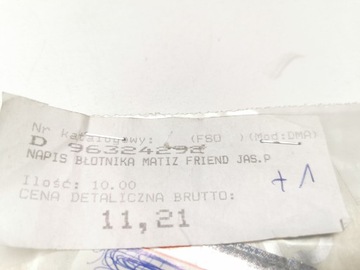 Nr katalogowy: (FSO ) (Mod:DMA)
D 96324292
NAPIS BŁOTNIKA MATIZ FRIEND JAS.P
Ilość: 10.00
+1
CENA DETALICZNA BRUTTO:
11,21